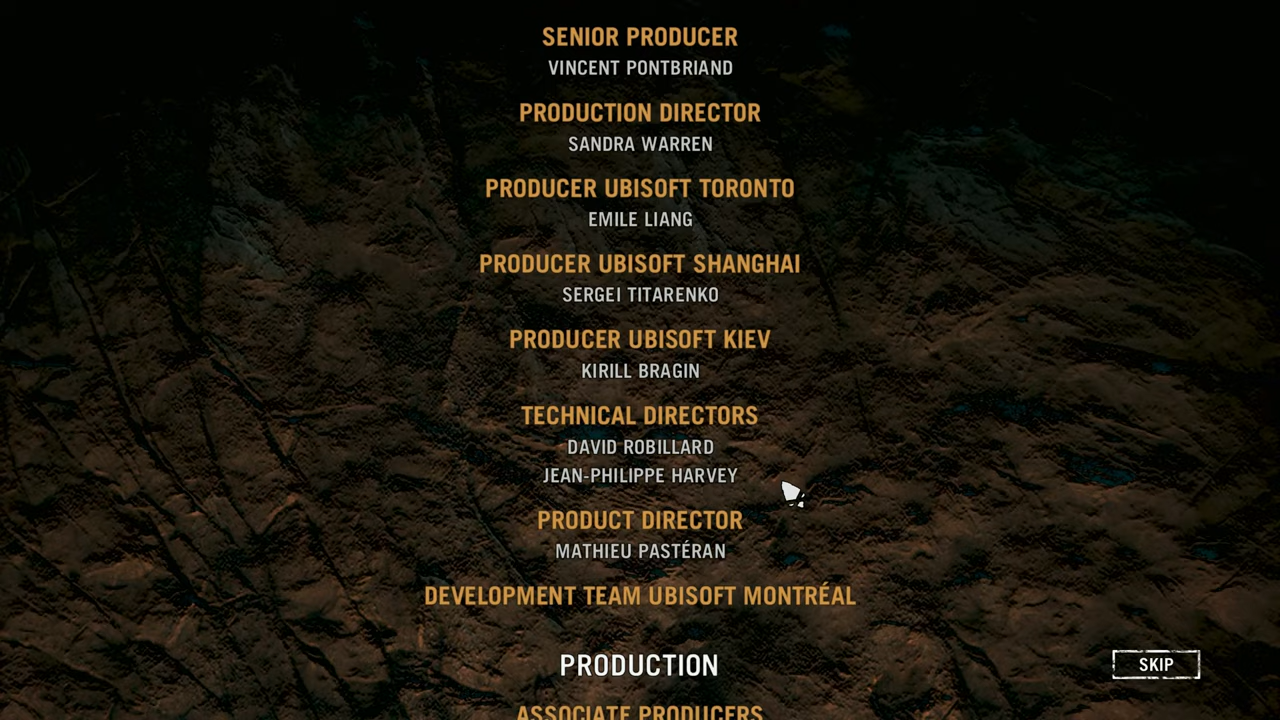 SENIOR PRODUCER
VINCENT PONTBRIAND
PRODUCTION DIRECTOR
SANDRA WARREN
PRODUCER UBISOFT TORONTO
EMILE LIANG
PRODUCER UBISOFT SHANGHAI
SERGEI TITARENKO
PRODUCER UBISOFT KIEV
KIRILL BRAGIN
TECHNICAL DIRECTORS
DAVID ROBILLARD
JEAN-PHILIPPE HARVEY
PRODUCT DIRECTOR
MATHIEU PASTÉRAN
DEVELOPMENT TEAM UBISOFT MONTRÉAL
PRODUCTION
SKIP
ASSOCIATE PRODUCERS